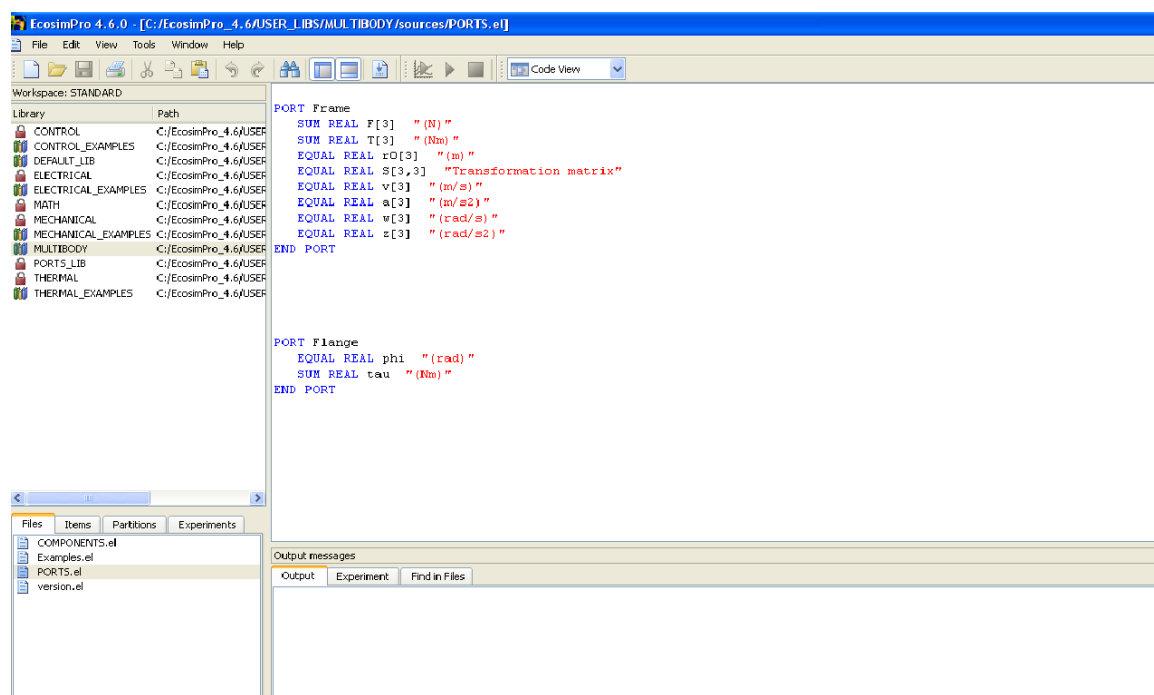 EcosimPro 4.6.0 - [C:/EcosimPro_4.6/USER_LIBS/MULTIBODY/sources/PORTS.el]
File Edit View Tools Window Help
Code View
Workspace: STANDARD
Library Path
CONTROL C:/EcosimPro_4.6/USER
CONTROL_EXAMPLES C:/EcosimPro_4.6/USER
DEFAULT_LIB C:/EcosimPro_4.6/USER
ELECTRICAL C:/EcosimPro_4.6/USER
ELECTRICAL_EXAMPLES C:/EcosimPro_4.6/USER
MATH C:/EcosimPro_4.6/USER
MECHANICAL C:/EcosimPro_4.6/USER
MECHANICAL_EXAMPLES C:/EcosimPro_4.6/USER
MULTIBODY C:/EcosimPro_4.6/USER
PORTS_LIB C:/EcosimPro_4.6/USER
THERMAL C:/EcosimPro_4.6/USER
THERMAL_EXAMPLES C:/EcosimPro_4.6/USER
PORT Frame
SUM REAL F[3] "(N)"
SUM REAL T[3] "(Nm)"
EQUAL REAL rO[3] "(m)"
EQUAL REAL S[3,3] "Transformation matrix"
EQUAL REAL v[3] "(m/s)"
EQUAL REAL a[3] "(m/s2)"
EQUAL REAL w[3] "(rad/s)"
EQUAL REAL z[3] "(rad/s2)"
END PORT
PORT Flange
EQUAL REAL phi "(rad)"
SUM REAL tau "(Nm)"
END PORT
Files Items Partitions Experiments
COMPONENTS.el
Examples.el
PORTS.el
version.el
Output messages
Output Experiment Find in Files